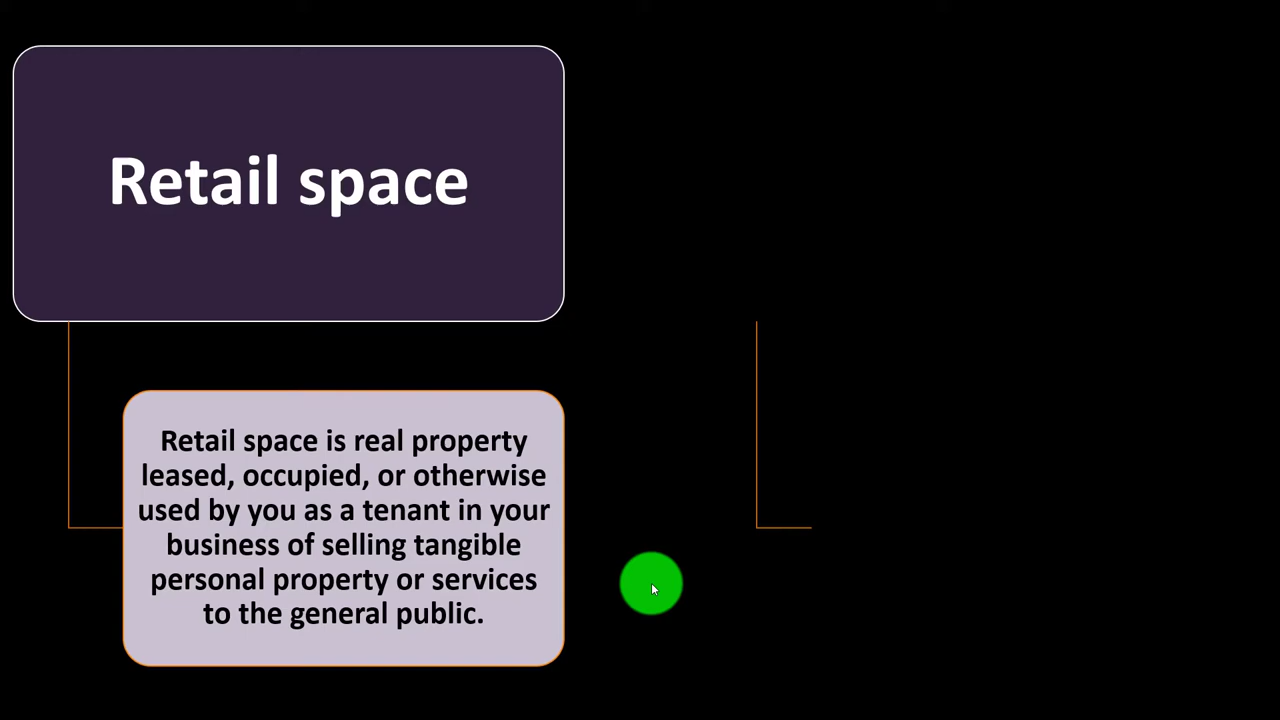 Retail space
Retail space is real property
leased, occupied, or otherwise
used by you as a tenant in your
business of selling tangible
personal property or services
to the general public.